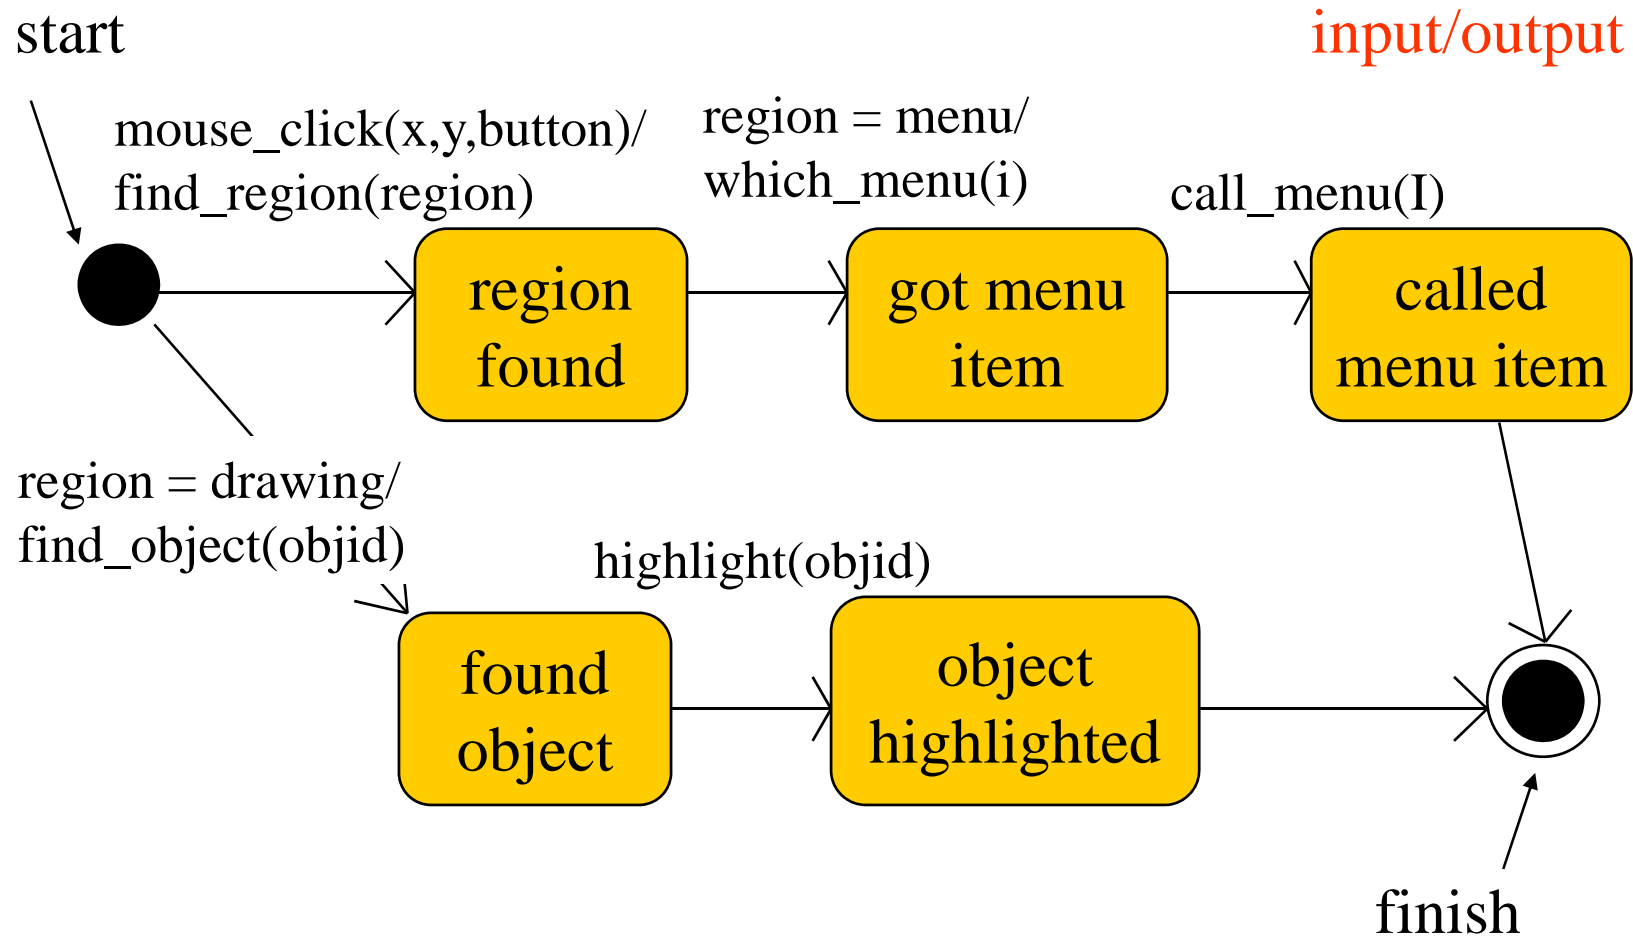 start
input/output
mouse_click(x,y,button)/
find_region(region)
region = menu/
which_menu(i)
call_menu(I)
region
found
got menu
item
called
menu item
region = drawing/
find_object(objid)
highlight(objid)
found
object
object
highlighted
finish